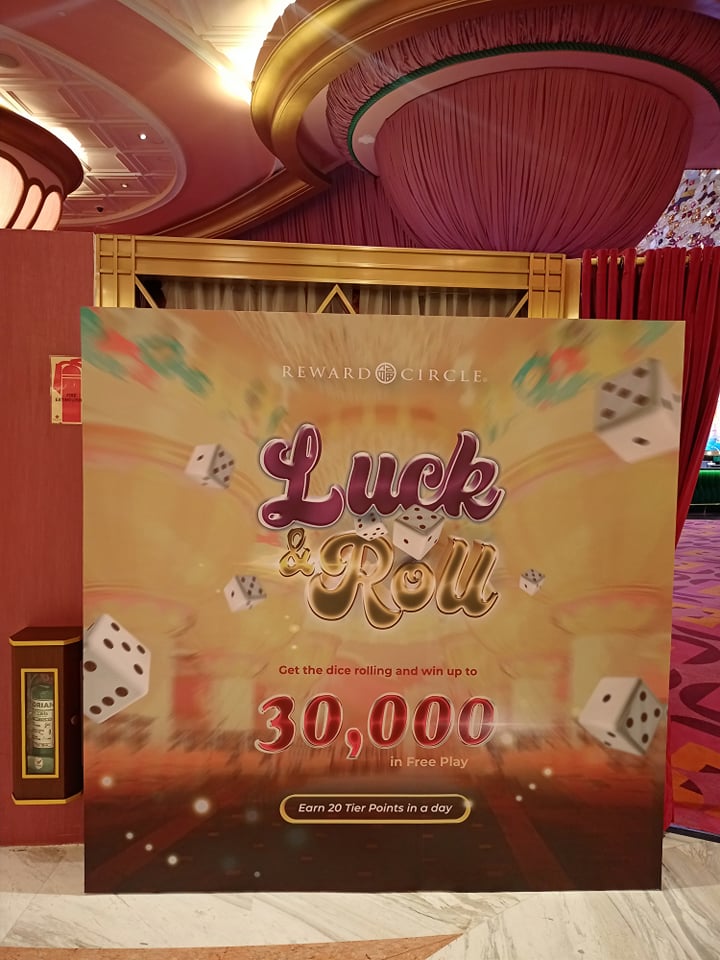 REWARD CIRCLE
Luck
& Roll
Get the dice rolling and win up to
30,000
in Free Play
Earn 20 Tier Points in a day